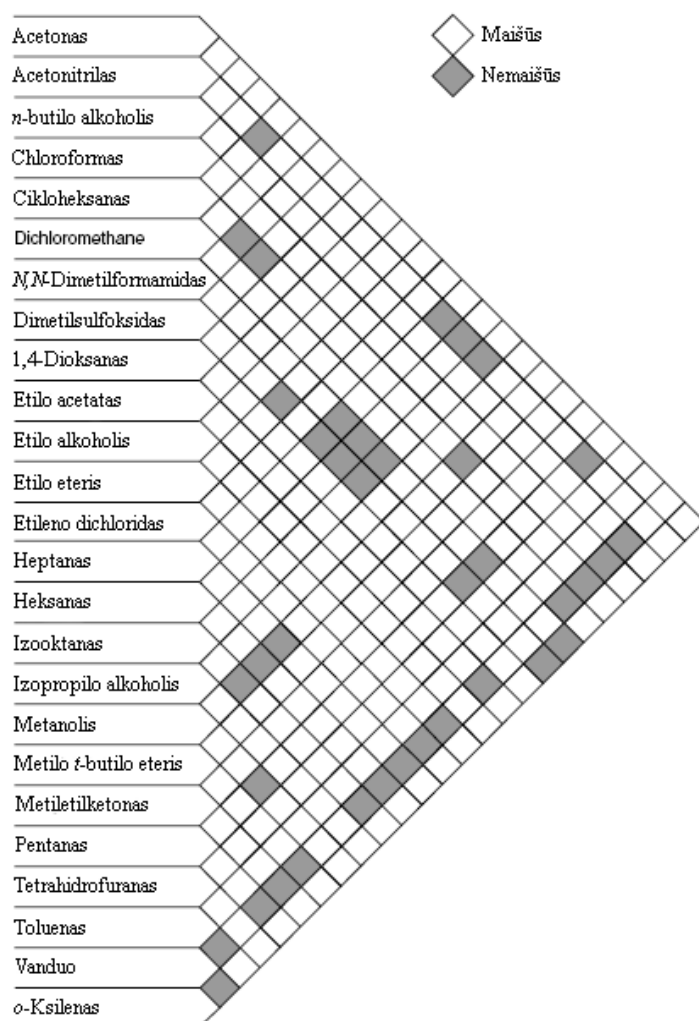 Acetonas
Acetonitrilas
n-butilo alkoholis
Chloroformas
Cikloheksanas
Dichloromethane
N,N-Dimetilformamidas
Dimetilsulfoksidas
1,4-Dioksanas
Etilo acetatas
Etilo alkoholis
Etilo eteris
Etileno dichloridas
Heptanas
Heksanas
Izooktanas
Izopropilo alkoholis
Metanolis
Metilo t-butilo eteris
Metiletilketonas
Pentanas
Tetrahidrofuranas
Toluenas
Vanduo
o-Ksilenas
Maišūs
Nemaišūs